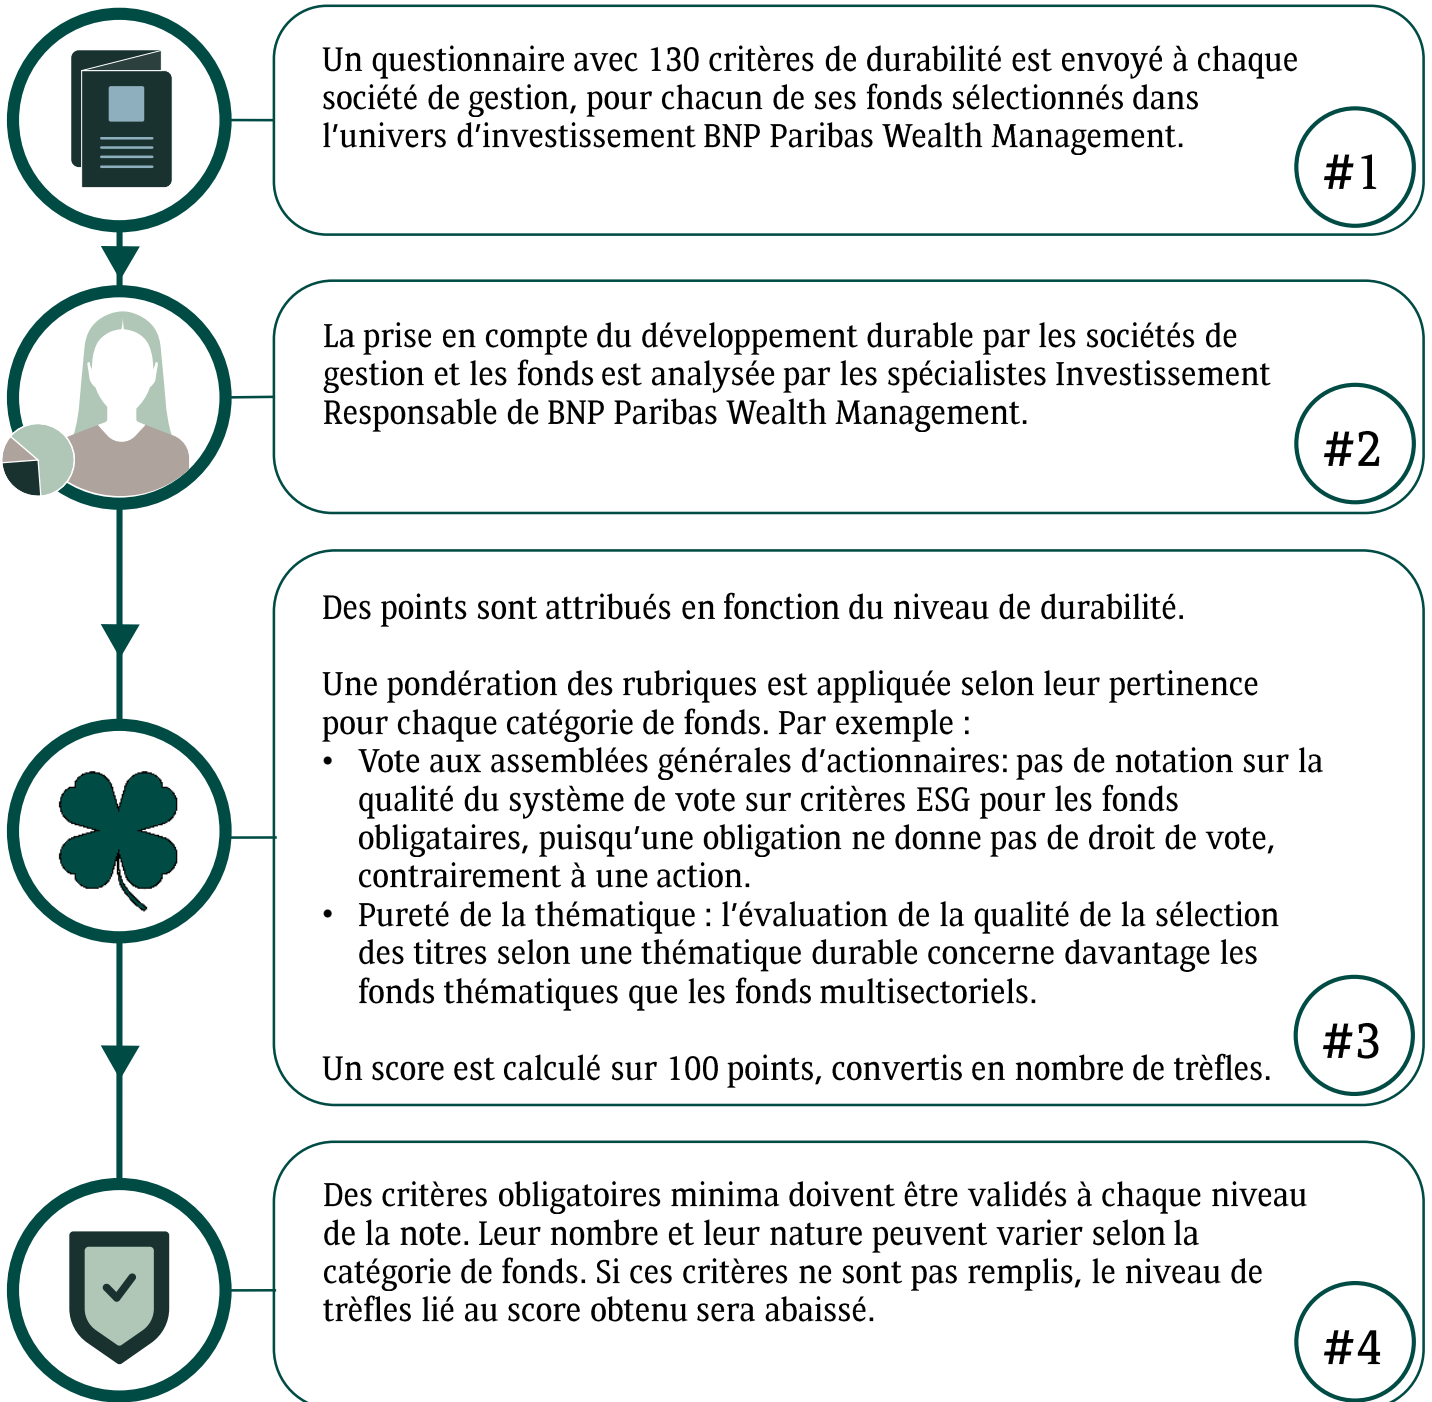 Un questionnaire avec 130 critères de durabilité est envoyé à chaque
société de gestion, pour chacun de ses fonds sélectionnés dans
l’univers d’investissement BNP Paribas Wealth Management.
#1
La prise en compte du développement durable par les sociétés de
gestion et les fonds est analysée par les spécialistes Investissement
Responsable de BNP Paribas Wealth Management.
#2
Des points sont attribués en fonction du niveau de durabilité.
Une pondération des rubriques est appliquée selon leur pertinence
pour chaque catégorie de fonds. Par exemple :
• Vote aux assemblées générales d’actionnaires: pas de notation sur la
qualité du système de vote sur critères ESG pour les fonds
obligataires, puisqu’une obligation ne donne pas de droit de vote,
contrairement à une action.
• Pureté de la thématique : l’évaluation de la qualité de la sélection
des titres selon une thématique durable concerne davantage les
fonds thématiques que les fonds multisectoriels.
Un score est calculé sur 100 points, convertis en nombre de trèfles.
#3
Des critères obligatoires minima doivent être validés à chaque niveau
de la note. Leur nombre et leur nature peuvent varier selon la
catégorie de fonds. Si ces critères ne sont pas remplis, le niveau de
trèfles lié au score obtenu sera abaissé.
#4